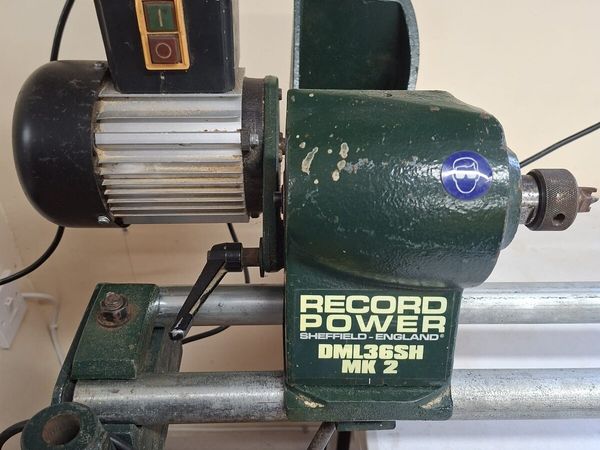 I
O
RECORD
POWER
SHEFFIELD - ENGLAND®
DML36SH
MK 2